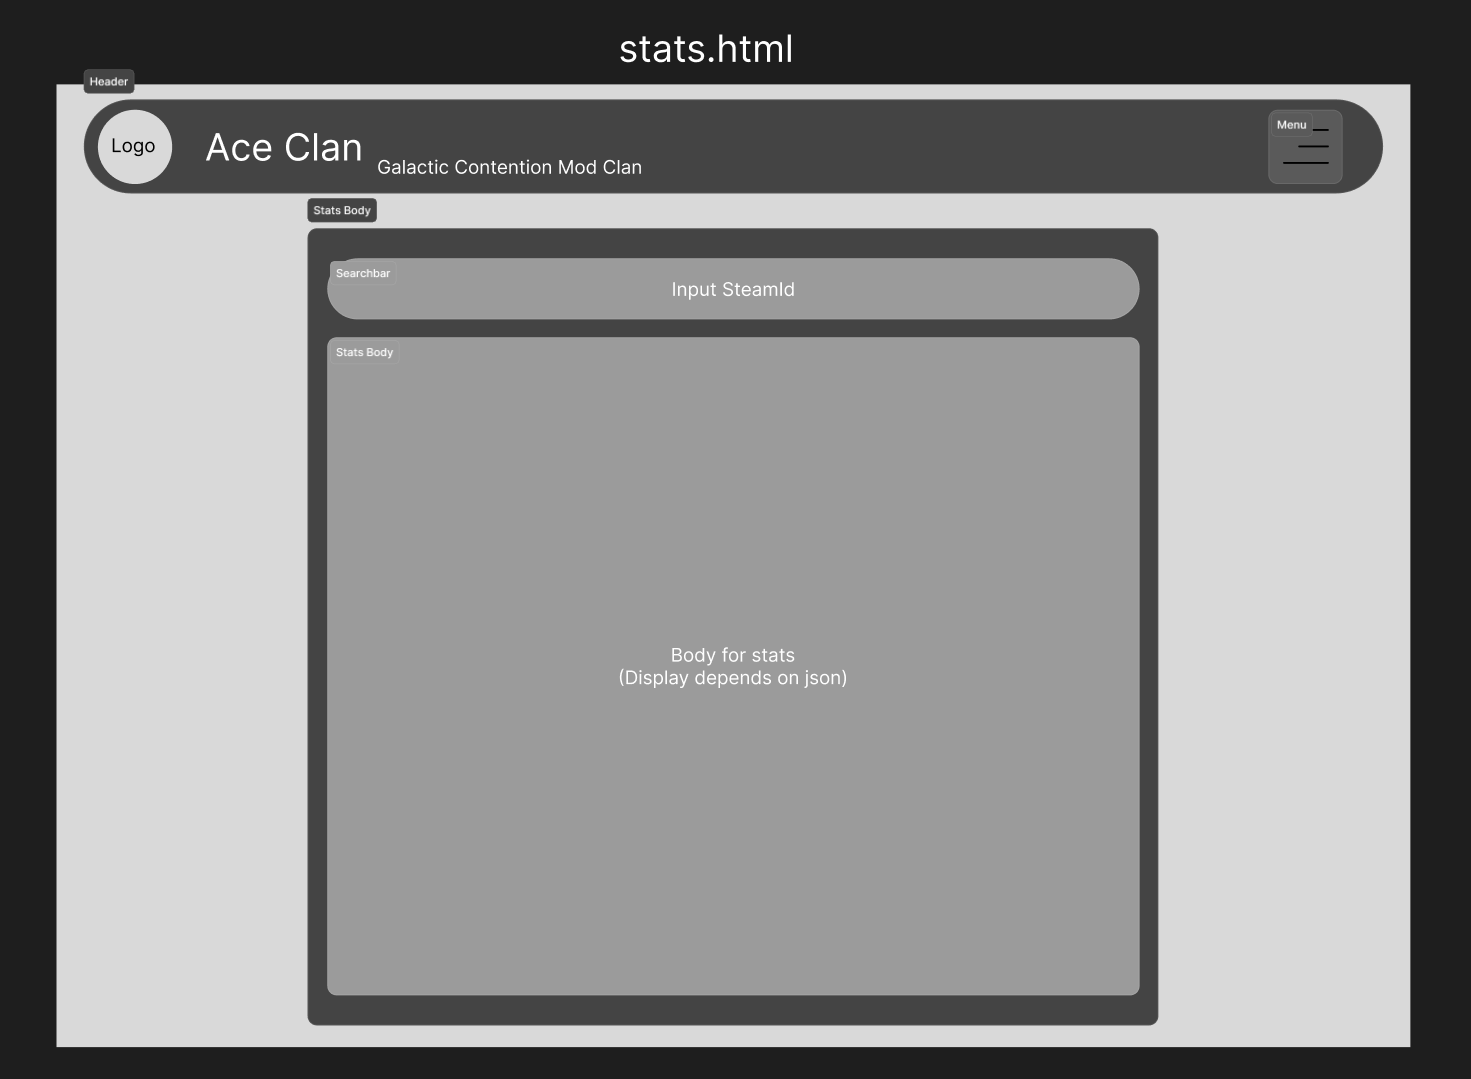 stats.html
Header
Logo
Ace Clan
Galactic Contention Mod Clan
Menu
Stats Body
Searchbar
Input SteamId
Stats Body
Body for stats
(Display depends on json)